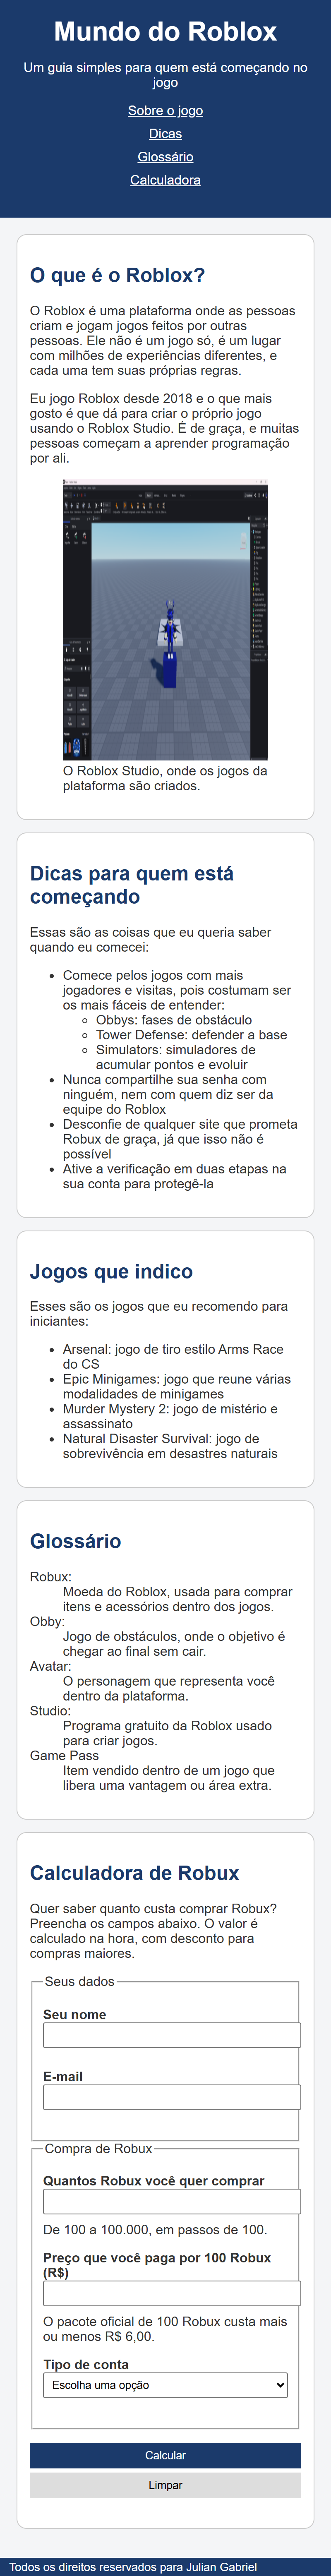 Mundo do Roblox
Um guia simples para quem está começando no
jogo
Sobre o jogo
Dicas
Glossário
Calculadora
O que é o Roblox?
O Roblox é uma plataforma onde as pessoas
criam e jogam jogos feitos por outras
pessoas. Ele não é um jogo só, é um lugar
com milhões de experiências diferentes, e
cada uma tem suas próprias regras.
Eu jogo Roblox desde 2018 e o que mais
gosto é que dá para criar o próprio jogo
usando o Roblox Studio. É de graça, e muitas
pessoas começam a aprender programação
por ali.
O Roblox Studio, onde os jogos da
plataforma são criados.
Dicas para quem está
começando
Essas são as coisas que eu queria saber
quando eu comecei:
Comece pelos jogos com mais
jogadores e visitas, pois costumam ser
os mais fáceis de entender:
Obbys: fases de obstáculo
Tower Defense: defender a base
Simulators: simuladores de
acumular pontos e evoluir
Nunca compartilhe sua senha com
ninguém, nem com quem diz ser da
equipe do Roblox
Desconfie de qualquer site que prometa
Robux de graça, já que isso não é
possível
Ative a verificação em duas etapas na
sua conta para protegê-la
Jogos que indico
Esses são os jogos que eu recomendo para
iniciantes:
Arsenal: jogo de tiro estilo Arms Race
do CS
Epic Minigames: jogo que reune várias
modalidades de minigames
Murder Mystery 2: jogo de mistério e
assassinato
Natural Disaster Survival: jogo de
sobrevivência em desastres naturais
Glossário
Robux:
Moeda do Roblox, usada para comprar
itens e acessórios dentro dos jogos.
Obby:
Jogo de obstáculos, onde o objetivo é
chegar ao final sem cair.
Avatar:
O personagem que representa você
dentro da plataforma.
Studio:
Programa gratuito da Roblox usado
para criar jogos.
Game Pass
Item vendido dentro de um jogo que
libera uma vantagem ou área extra.
Calculadora de Robux
Quer saber quanto custa comprar Robux?
Preencha os campos abaixo. O valor é
calculado na hora, com desconto para
compras maiores.
Seus dados
Seu nome
E-mail
Compra de Robux
Quantos Robux você quer comprar
De 100 a 100.000, em passos de 100.
Preço que você paga por 100 Robux
(R$)
O pacote oficial de 100 Robux custa mais
ou menos R$ 6,00.
Tipo de conta
Escolha uma opção
Calcular
Limpar
Todos os direitos reservados para Julian Gabriel